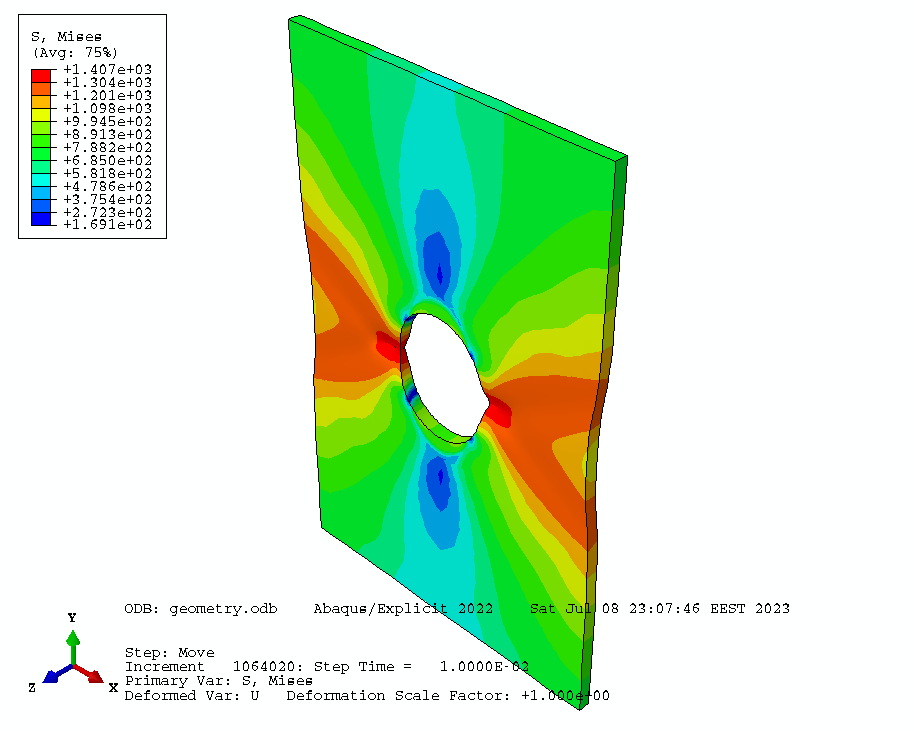 S, Mises
(Avg: 75%)
+1.407e+03
+1.304e+03
+1.201e+03
+1.098e+03
+9.945e+02
+8.913e+02
+7.882e+02
+6.850e+02
+5.818e+02
+4.786e+02
+3.754e+02
+2.723e+02
+1.691e+02
ODB: geometry.odb Abaqus/Explicit 2022 Sat Jul 08 23:07:46 EEST 2023
Y
Z
X
Step: Move
Increment 1064020: Step Time = 1.0000E-02
Primary Var: S, Mises
Deformed Var: U Deformation Scale Factor: +1.000e+00